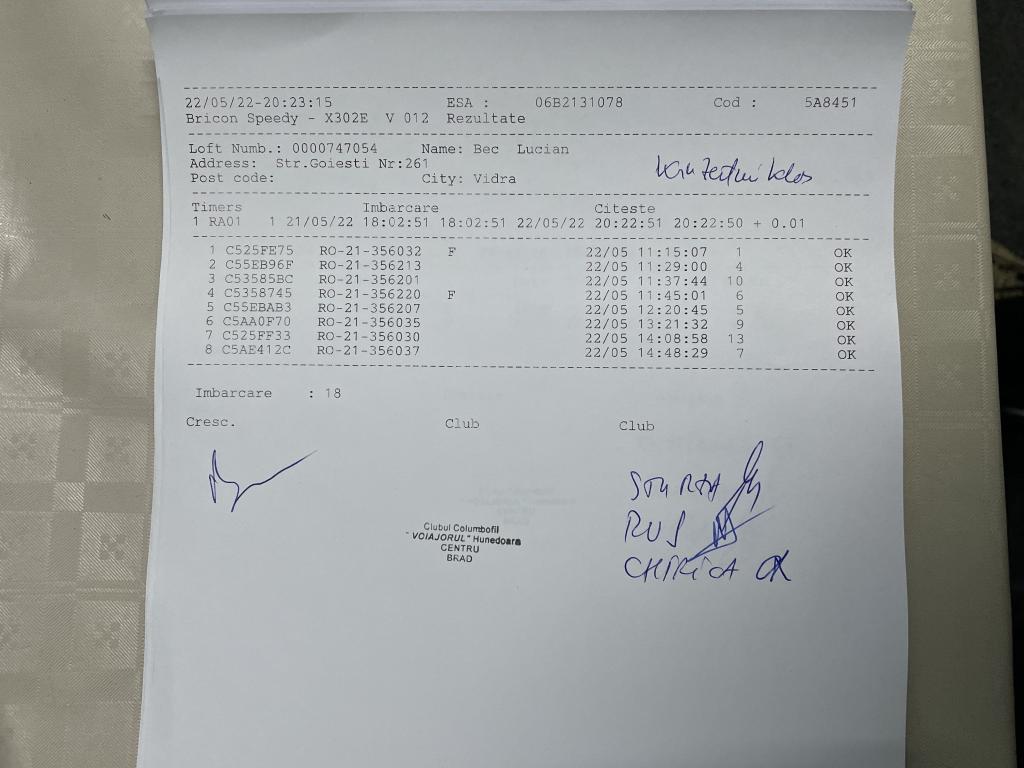 22/05/22-20:23:15 ESA : 06B2131078 Cod : 5A8451
Bricon Speedy - X302E V 012 Rezultate
Loft Numb.: 0000747054 Name: Bec Lucian
Address: Str.Goiesti Nr:261
Post code: City: Vidra
Timers Imbarcare Citeste
1 RA01 1 21/05/22 18:02:51 18:02:51 22/05/22 20:22:51 20:22:50 + 0.01
1 C525FE75 RO-21-356032 F 22/05 11:15:07 1 OK
2 C55EB96F RO-21-356213 22/05 11:29:00 4 OK
3 C53585BC RO-21-356201 22/05 11:37:44 10 OK
4 C5358745 RO-21-356220 F 22/05 11:45:01 6 OK
5 C55EBAB3 RO-21-356207 22/05 12:20:45 5 OK
6 C5AA0F70 RO-21-356035 22/05 13:21:32 9 OK
7 C525FF33 RO-21-356030 22/05 14:08:58 13 OK
8 C5AE412C RO-21-356037 22/05 14:48:29 7 OK
Imbarcare : 18
Cresc. Club Club
Clubul Columbofil
"VOIAJORUL" Hunedoara
CENTRU
BRAD
STURZA
RUS
CHIRICA